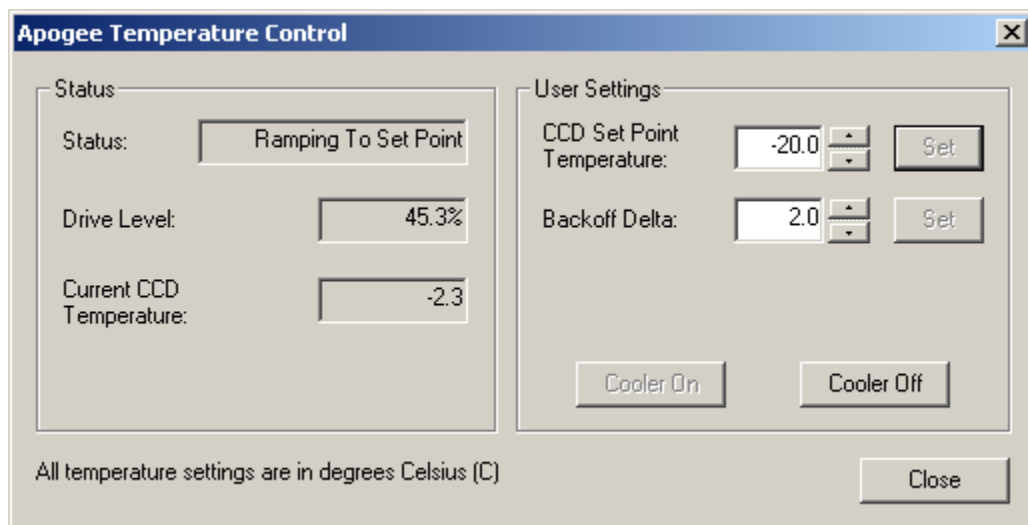 Apogee Temperature Control
Status
Status:
Ramping To Set Point
Drive Level:
45.3%
Current CCD
Temperature:
-2.3
User Settings
CCD Set Point
Temperature:
-20.0
Set
Backoff Delta:
2.0
Set
Cooler On
Cooler Off
All temperature settings are in degrees Celsius (C)
Close